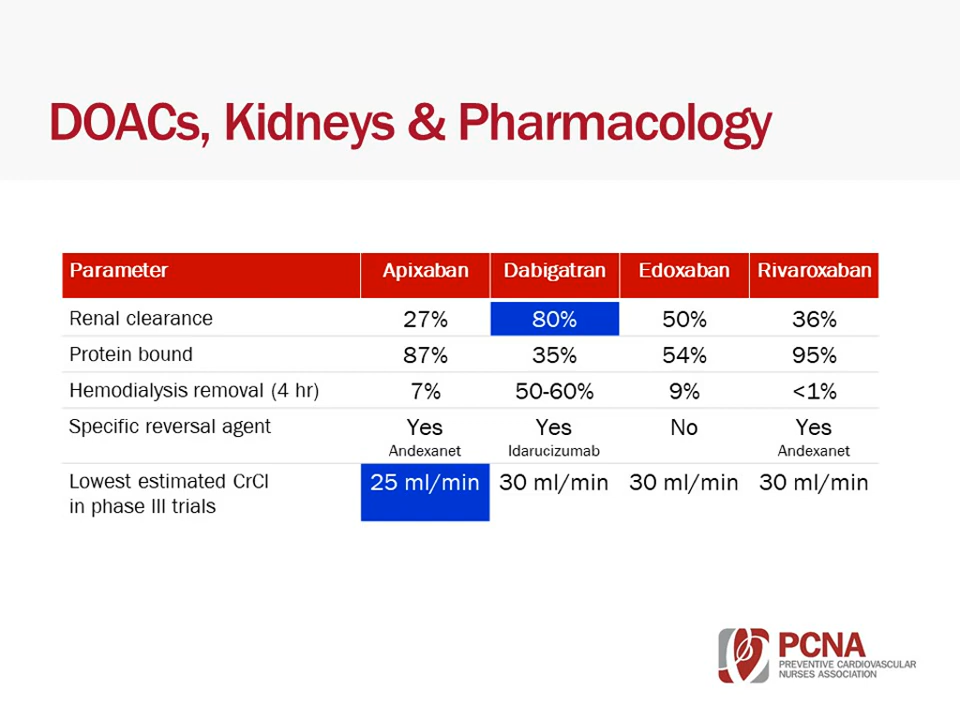 DOACs, Kidneys & Pharmacology
Parameter Apixaban Dabigatran Edoxaban Rivaroxaban
Renal clearance 27% 80% 50% 36%
Protein bound 87% 35% 54% 95%
Hemodialysis removal (4 hr) 7% 50-60% 9% <1%
Specific reversal agent Yes Yes No Yes
Andexanet Idarucizumab Andexanet
Lowest estimated CrCl 25 ml/min 30 ml/min 30 ml/min 30 ml/min
in phase III trials
PCNA
PREVENTIVE CARDIOVASCULAR
NURSES ASSOCIATION